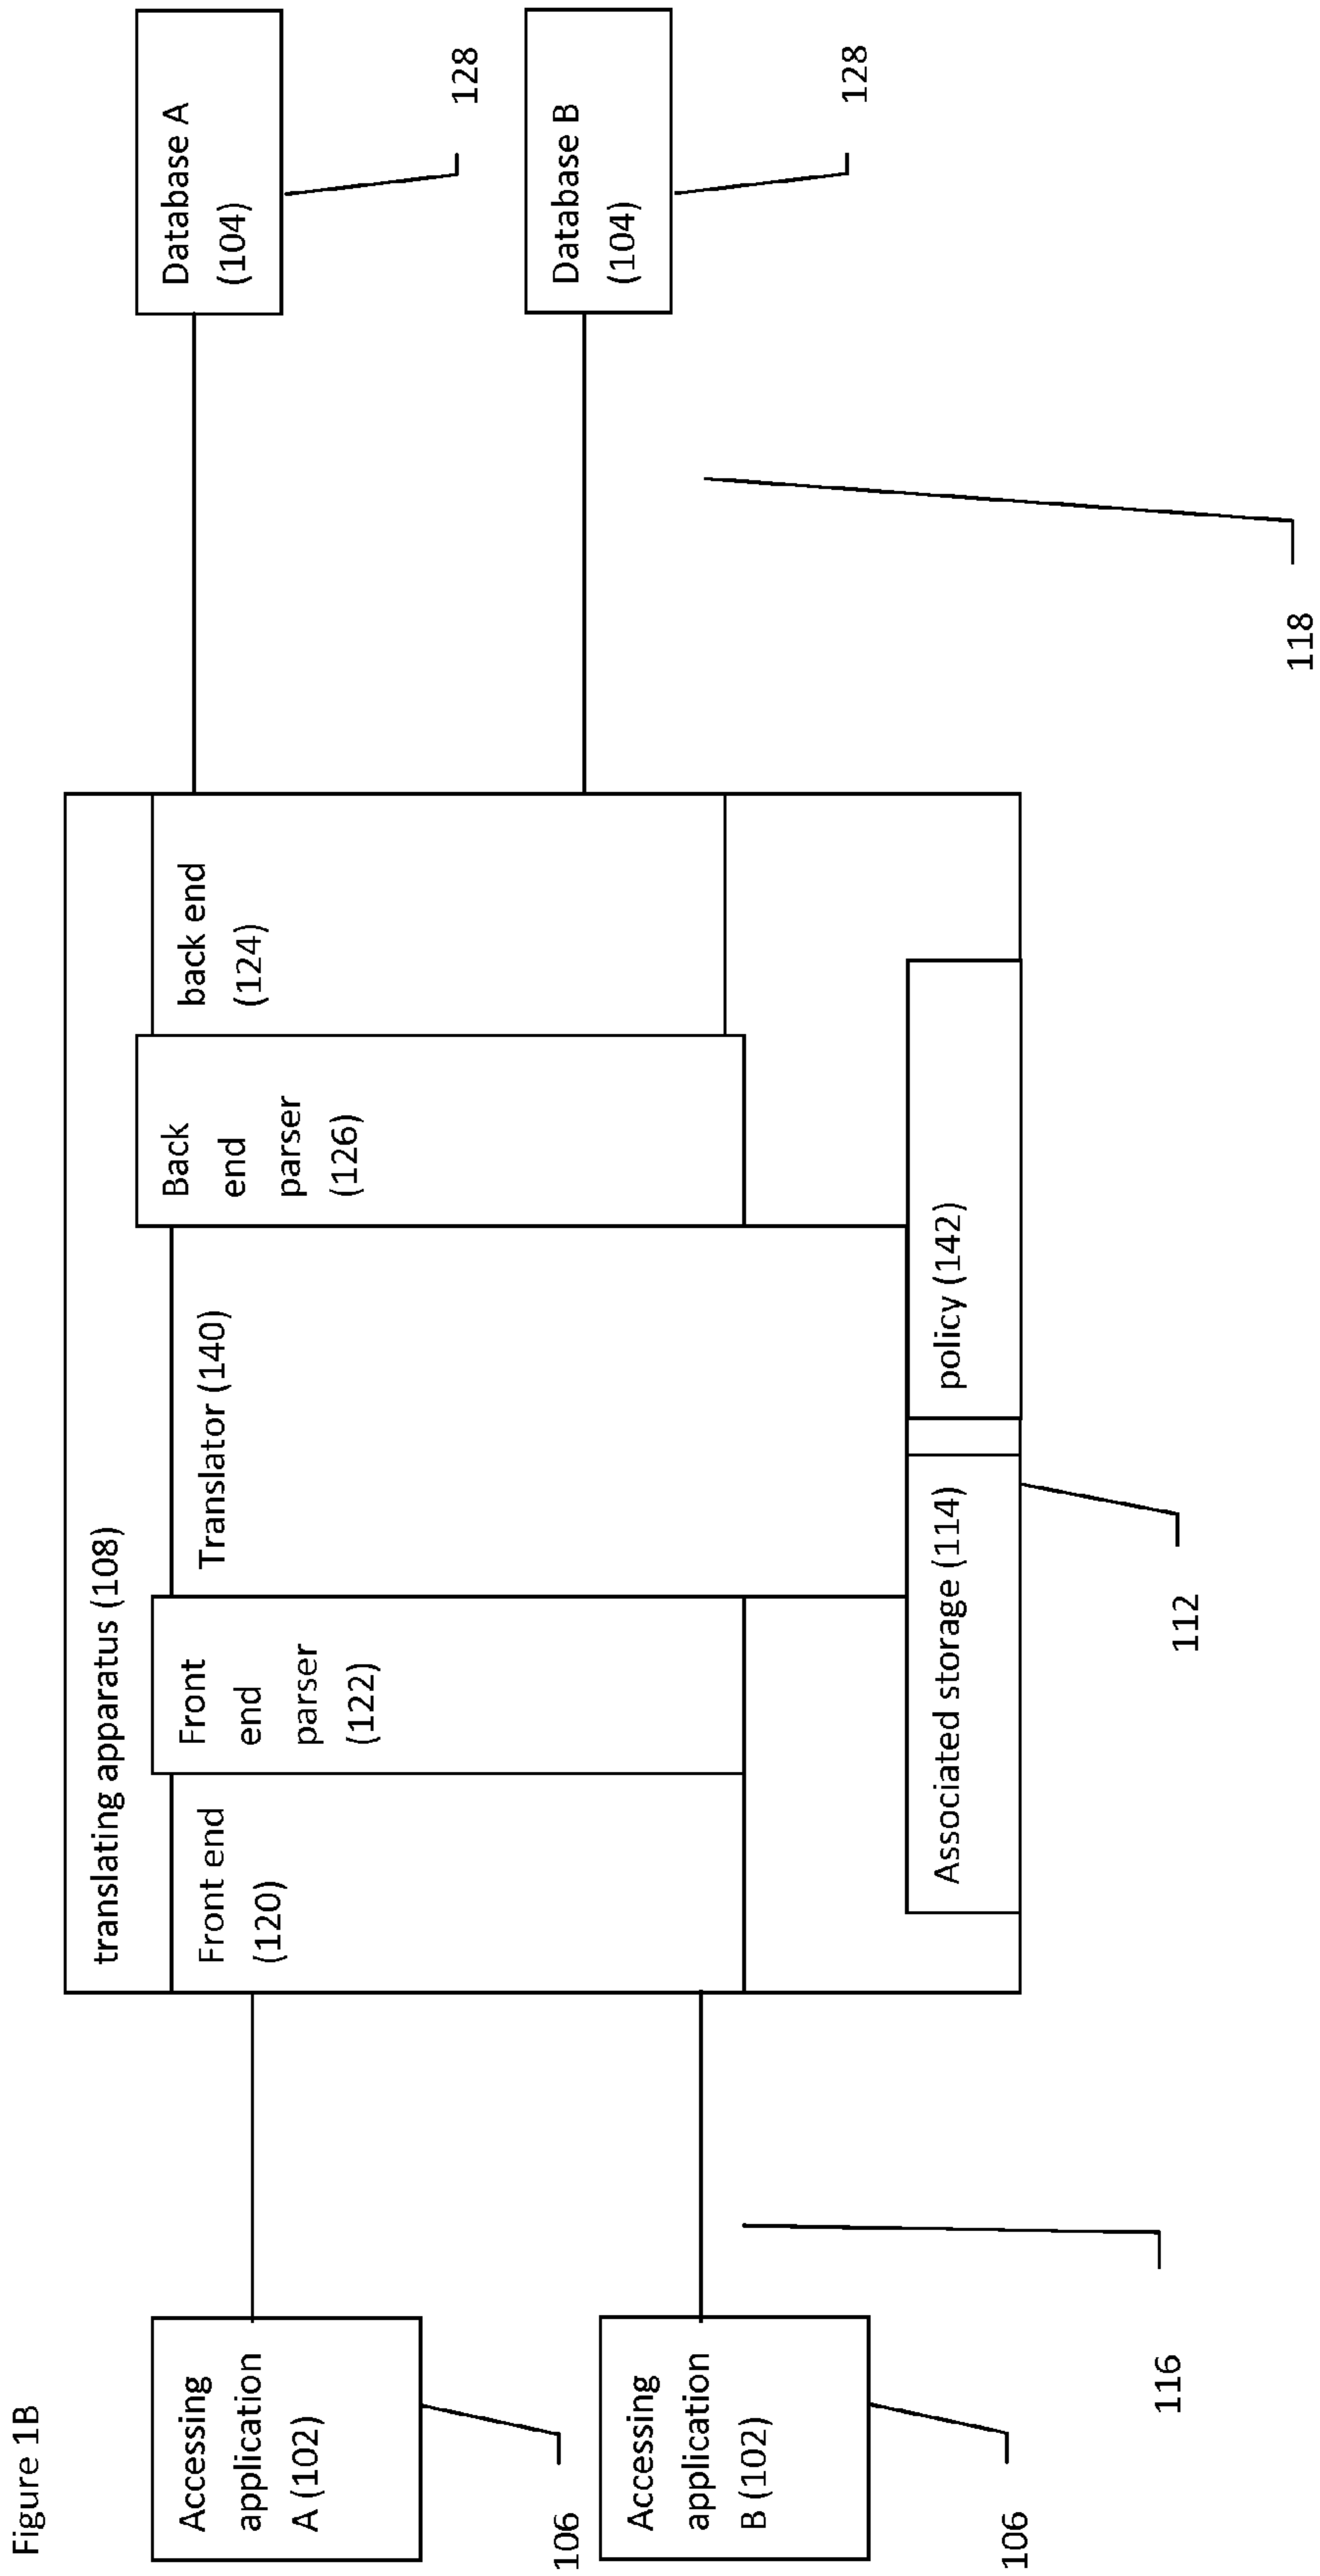 Figure 1B
translating apparatus (108)
Accessing
application
A (102)
106
Accessing
application
B (102)
106
116
Front end
(120)
Front
end
parser
(122)
Translator (140)
Back
end
parser
(126)
back end
(124)
Associated storage (114)
policy (142)
112
Database A
(104)
128
Database B
(104)
128
118